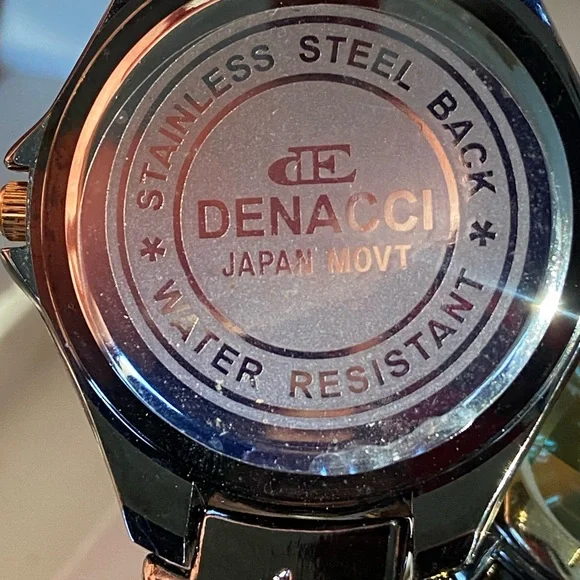 * STAINLESS STEEL BACK *
dE
DENACCI
JAPAN MOVT
WATER RESISTANT